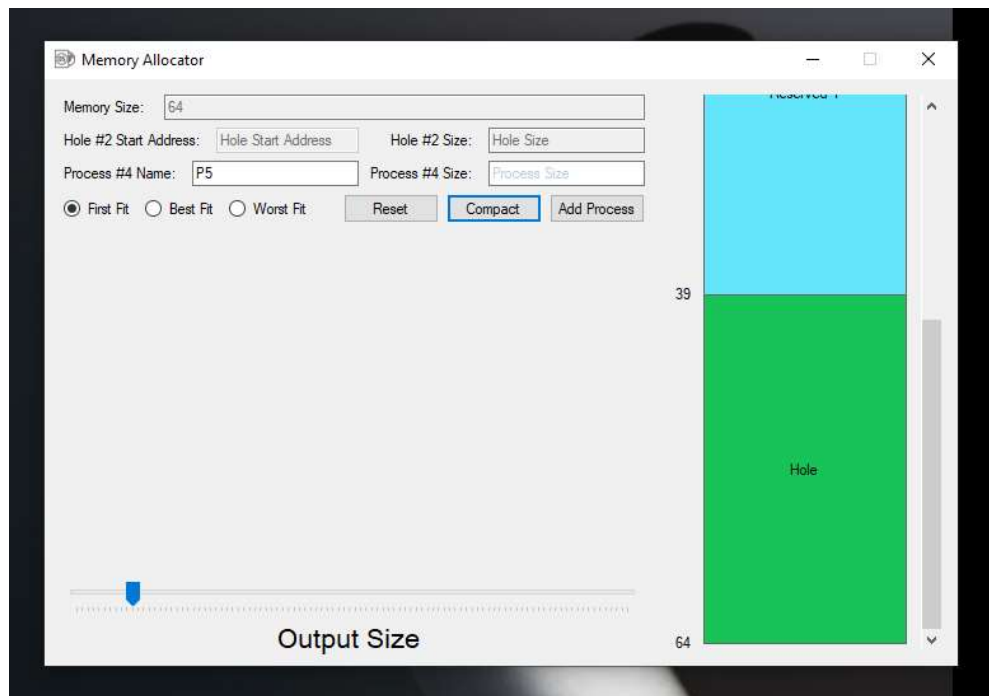 Memory Allocator
Memory Size: 64
Hole #2 Start Address: Hole Start Address Hole #2 Size: Hole Size
Process #4 Name: P5 Process #4 Size: Process Size
First Fit Best Fit Worst Fit Reset Compact Add Process
39
Hole
Output Size
64